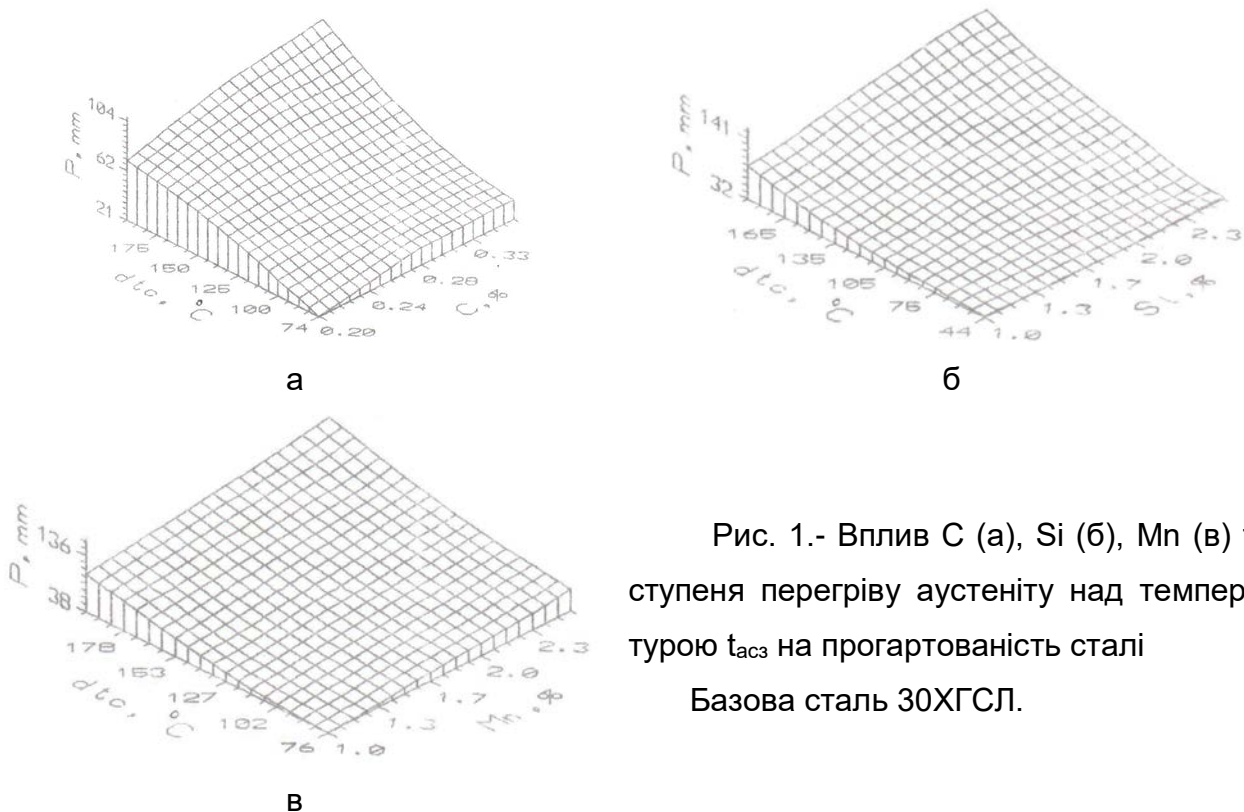 P, mm
104
62
21
175
150
125
100
74
dtc, °C
0.20
0.24
0.28
0.33
C, %
а
P, mm
141
32
165
135
105
76
44
dtc, °C
1.0
1.3
1.7
2.0
2.3
Si, %
б
P, mm
136
38
178
153
127
102
76
dtc, °C
1.0
1.3
1.7
2.0
2.3
Mn, %
в
Рис. 1.- Вплив С (а), Si (б), Mn (в)
ступеня перегріву аустеніту над темпер
турою tас₃ на прогартованість сталі
Базова сталь 30ХГСЛ.